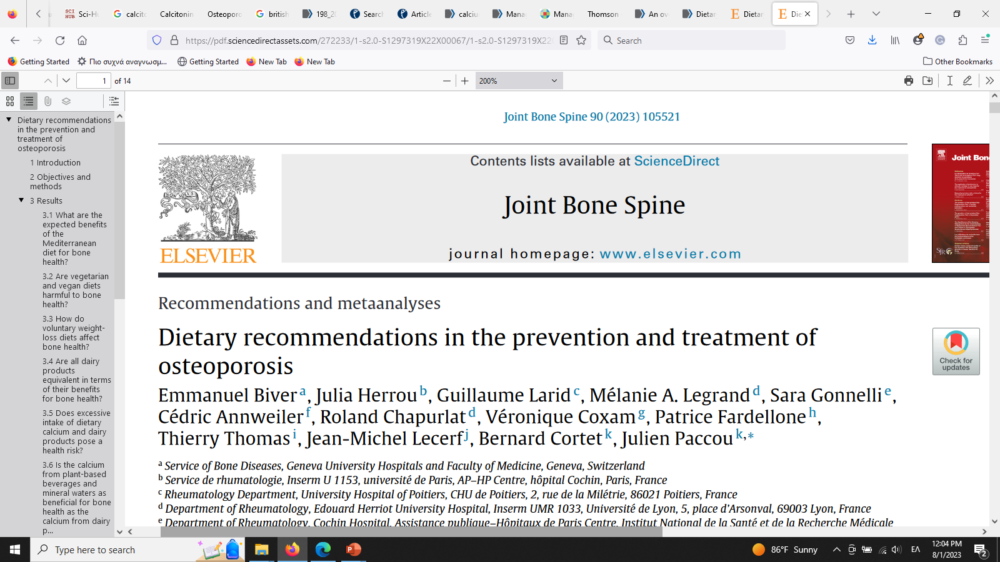 SCI HUB
Sci-H
calcito
Calcitonin
Osteopor
british
198_20
Search
Article
calciu
Mana
Mana
Thomson
An ov
Dietar
Dietar
Die
https://pdf.sciencedirectassets.com/272233/1-s2.0-S1297319X22X00067/1-s2.0-S1297319X22
Search
Getting Started
Πιο συχνά αναγνωσμ...
Getting Started
New Tab
New Tab
Other Bookmarks
1 of 14
200%
Dietary recommendations
in the prevention and
treatment of
osteoporosis
1 Introduction
2 Objectives and
methods
3 Results
3.1 What are the
expected benefits
of the
Mediterranean
diet for bone
health?
3.2 Are vegetarian
and vegan diets
harmful to bone
health?
3.3 How do
voluntary weight-
loss diets affect
bone health?
3.4 Are all dairy
products
equivalent in terms
of their benefits
for bone health?
3.5 Does excessive
intake of dietary
calcium and dairy
products pose a
health risk?
3.6 Is the calcium
from plant-based
beverages and
mineral waters as
beneficial for bone
health as the
calcium from dairy
p...
Joint Bone Spine 90 (2023) 105521
Contents lists available at ScienceDirect
Joint Bone Spine
journal homepage: www.elsevier.com
NON SOLUS
ELSEVIER
Joint Bon
Recommendations and metaanalyses
Dietary recommendations in the prevention and treatment of
osteoporosis
Check for
updates
Emmanuel Biver a, Julia Herrou b, Guillaume Larid c, Mélanie A. Legrand d, Sara Gonnelli e,
Cédric Annweiler f, Roland Chapurlat d, Véronique Coxam g, Patrice Fardellone h,
Thierry Thomas i, Jean-Michel Lecerf j, Bernard Cortet k, Julien Paccou k,*
a Service of Bone Diseases, Geneva University Hospitals and Faculty of Medicine, Geneva, Switzerland
b Service de rhumatologie, Inserm U 1153, université de Paris, AP–HP Centre, hôpital Cochin, Paris, France
c Rheumatology Department, University Hospital of Poitiers, CHU de Poitiers, 2, rue de la Milétrie, 86021 Poitiers, France
d Department of Rheumatology, Edouard Herriot University Hospital, Inserm UMR 1033, Université de Lyon, 5, place d'Arsonval, 69003 Lyon, France
e Department of Rheumatology, Cochin Hospital, Assistance publique–Hôpitaux de Paris Centre, Institut National de la Santé et de la Recherche Médicale
Type here to search
86°F Sunny
ΕΛ
12:04 PM
8/1/2023
2